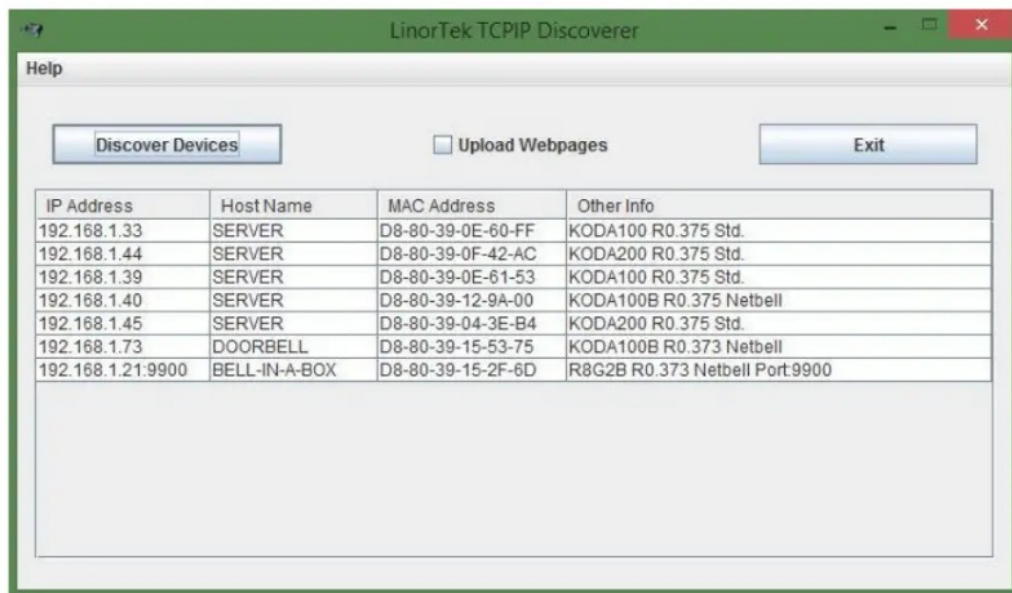 LinorTek TCPIP Discoverer
Help
Discover Devices Upload Webpages Exit
IP Address Host Name MAC Address Other Info
192.168.1.33 SERVER D8-80-39-0E-60-FF KODA100 R0.375 Std.
192.168.1.44 SERVER D8-80-39-0F-42-AC KODA200 R0.375 Std.
192.168.1.39 SERVER D8-80-39-0E-61-53 KODA100 R0.375 Std.
192.168.1.40 SERVER D8-80-39-12-9A-00 KODA100B R0.375 Netbell
192.168.1.45 SERVER D8-80-39-04-3E-B4 KODA200 R0.375 Std.
192.168.1.73 DOORBELL D8-80-39-15-53-75 KODA100B R0.373 Netbell
192.168.1.21:9900 BELL-IN-A-BOX D8-80-39-15-2F-6D R8G2B R0.373 Netbell Port:9900